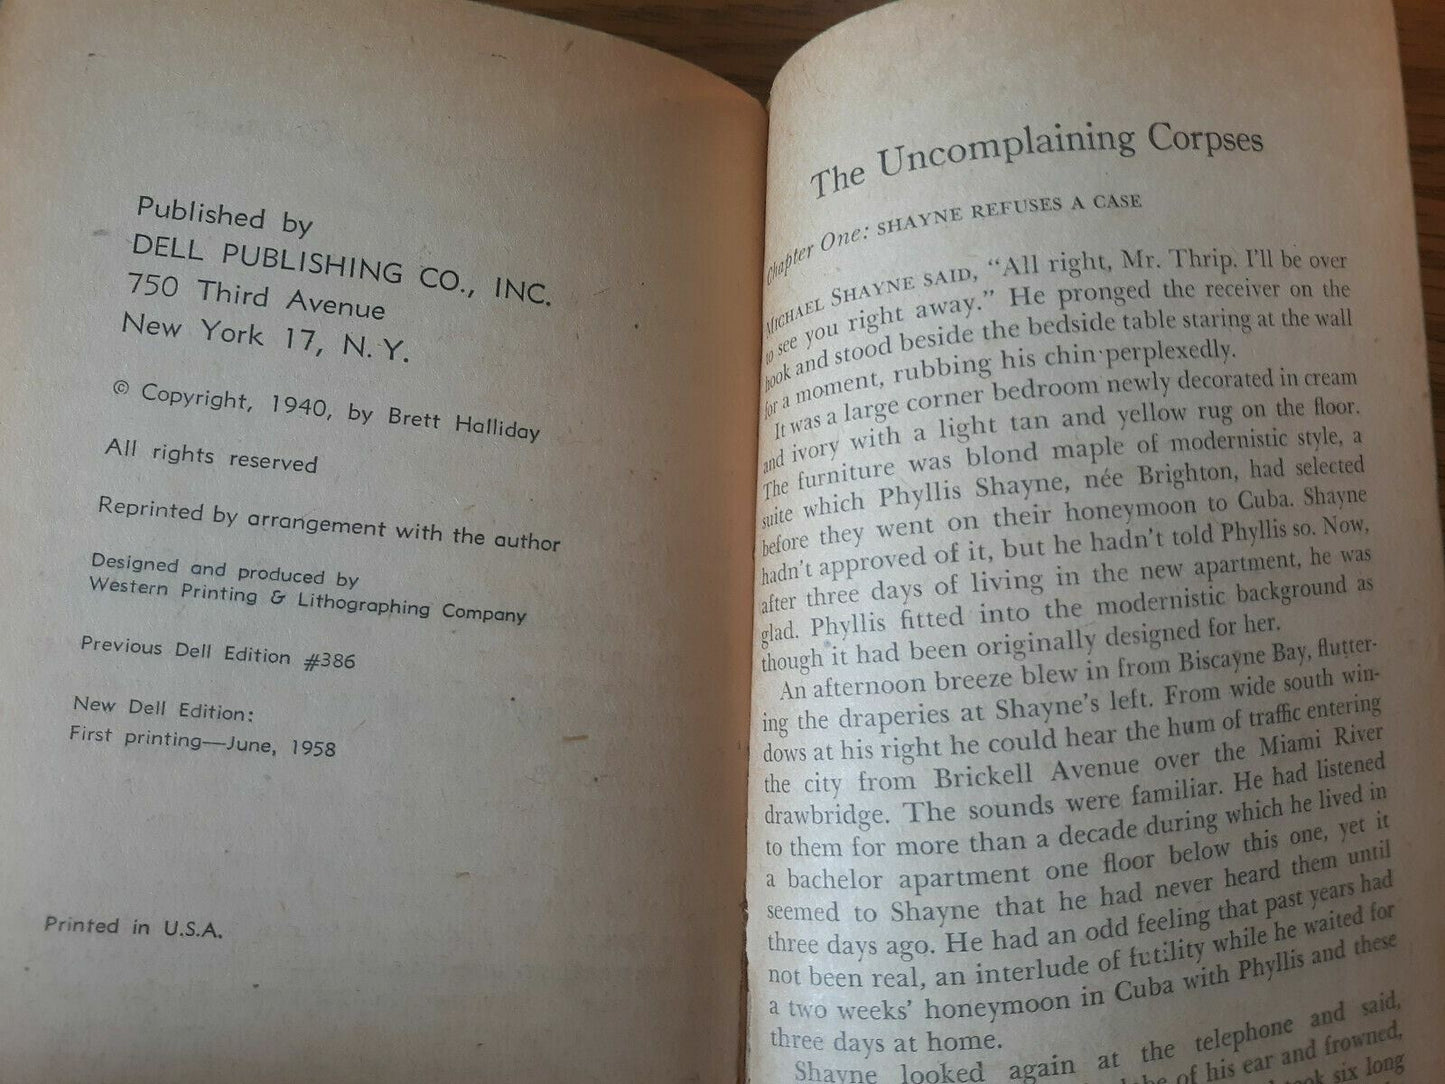 Published by
DELL PUBLISHING CO., INC.
750 Third Avenue
New York 17, N. Y.
© Copyright, 1940, by Brett Halliday
All rights reserved
Reprinted by arrangement with the author
Designed and produced by
Western Printing & Lithographing Company
Previous Dell Edition #386
New Dell Edition:
First printing—June, 1958
Printed in U.S.A.
The Uncomplaining Corpses
Chapter One: SHAYNE REFUSES A CASE
MICHAEL SHAYNE SAID, "All right, Mr. Thrip. I'll be over
to see you right away." He pronged the receiver on the
hook and stood beside the bedside table staring at the wall
for a moment, rubbing his chin perplexedly.
It was a large corner bedroom newly decorated in cream
and ivory with a light tan and yellow rug on the floor.
The furniture was blond maple of modernistic style, a
suite which Phyllis Shayne, née Brighton, had selected
before they went on their honeymoon to Cuba. Shayne
hadn't approved of it, but he hadn't told Phyllis so. Now,
after three days of living in the new apartment, he was
glad. Phyllis fitted into the modernistic background as
though it had been originally designed for her.
An afternoon breeze blew in from Biscayne Bay, flutter-
ing the draperies at Shayne's left. From wide south win-
dows at his right he could hear the hum of traffic entering
the city from Brickell Avenue over the Miami River
drawbridge. The sounds were familiar. He had listened
to them for more than a decade during which he lived in
a bachelor apartment one floor below this one, yet it
seemed to Shayne that he had never heard them until
three days ago. He had an odd feeling that past years had
not been real, an interlude of futility while he waited for
a two weeks' honeymoon in Cuba with Phyllis and these
three days at home.
Shayne looked again at the telephone and said,
of his ear and frowned,
six long